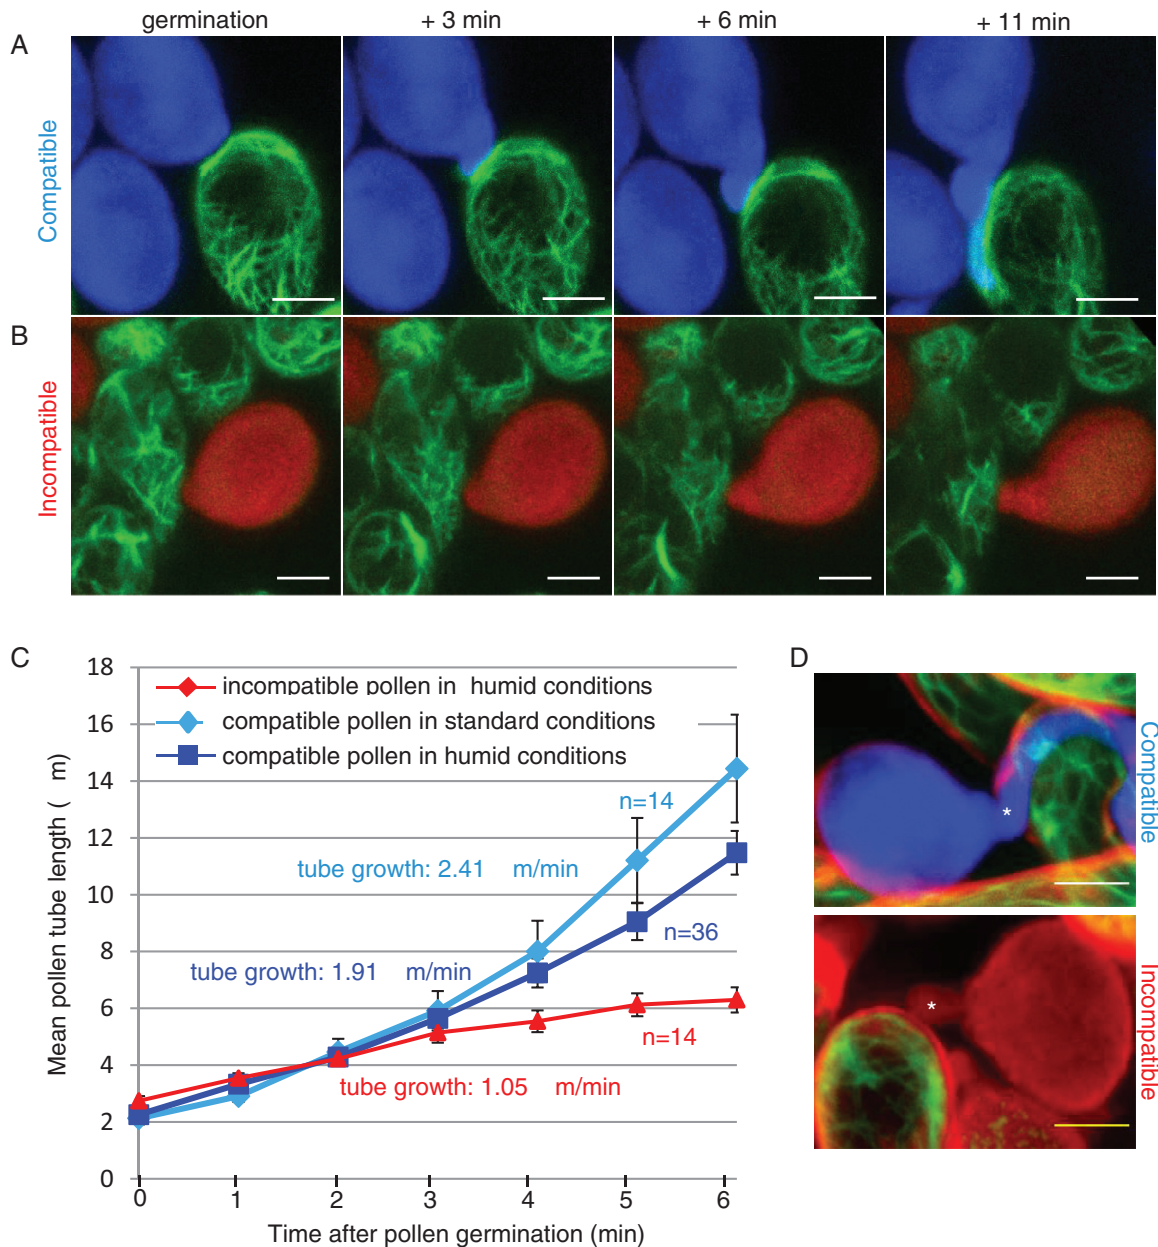 germination + 3 min + 6 min + 11 min
A
Compatible
B
Incompatible
C
18
16
14
12
10
8
6
4
2
0
Mean pollen tube length ( m)
incompatible pollen in humid conditions
compatible pollen in standard conditions
compatible pollen in humid conditions
n=14
tube growth: 2.41 m/min
n=36
tube growth: 1.91 m/min
n=14
tube growth: 1.05 m/min
0 1 2 3 4 5 6
Time after pollen germination (min)
D
Compatible
*
Incompatible
*